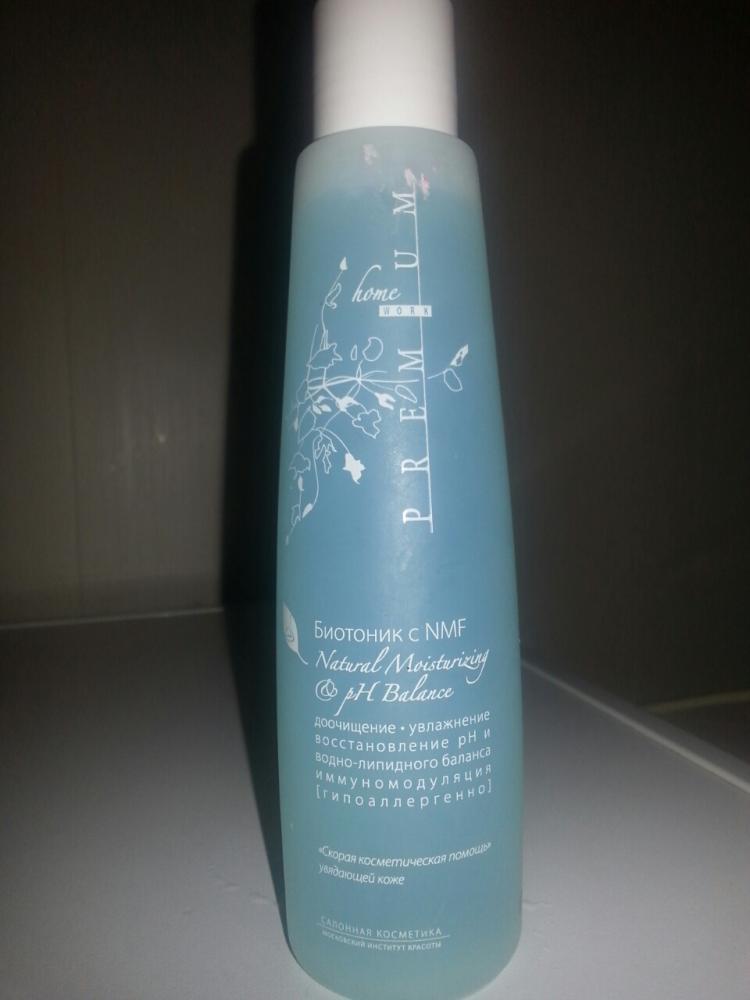 PREMIUM
home
WORK
Биотоник с NMF
Natural Moisturizing
& pH Balance
доочищение • увлажнение
восстановление pH и
водно-липидного баланса
иммуномодуляция
[гипоаллергенно]
«Скорая косметическая помощь»
увядающей коже
САЛОННАЯ КОСМЕТИКА
МОСКОВСКИЙ ИНСТИТУТ КРАСОТЫ